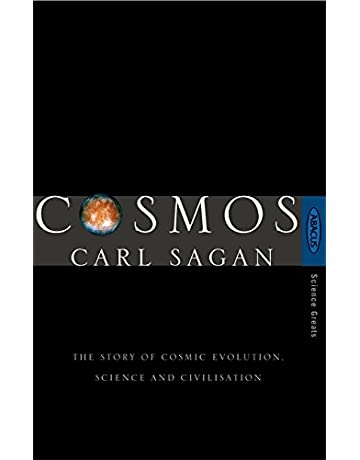 COSMOS
CARL SAGAN
ABACUS
Science Greats
THE STORY OF COSMIC EVOLUTION,
SCIENCE AND CIVILISATION